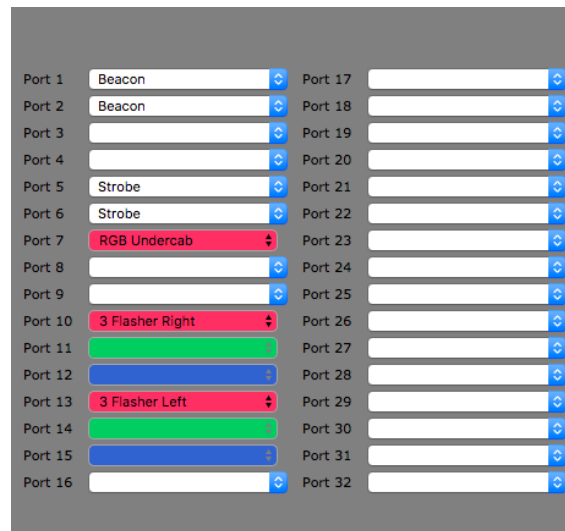 Port 1 Beacon Port 17
Port 2 Beacon Port 18
Port 3 Port 19
Port 4 Port 20
Port 5 Strobe Port 21
Port 6 Strobe Port 22
Port 7 RGB Undercab Port 23
Port 8 Port 24
Port 9 Port 25
Port 10 3 Flasher Right Port 26
Port 11 Port 27
Port 12 Port 28
Port 13 3 Flasher Left Port 29
Port 14 Port 30
Port 15 Port 31
Port 16 Port 32